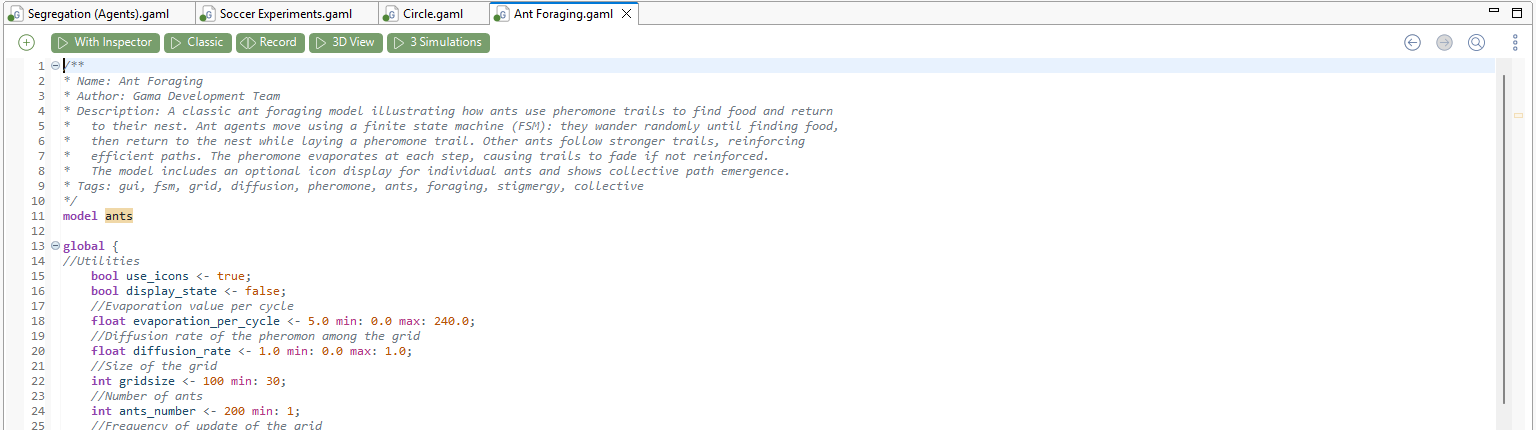 Segregation (Agents).gaml Soccer Experiments.gaml Circle.gaml Ant Foraging.gaml
With Inspector Classic Record 3D View 3 Simulations
1 /**
2 * Name: Ant Foraging
3 * Author: Gama Development Team
4 * Description: A classic ant foraging model illustrating how ants use pheromone trails to find food and return
5 * to their nest. Ant agents move using a finite state machine (FSM): they wander randomly until finding food,
6 * then return to the nest while laying a pheromone trail. Other ants follow stronger trails, reinforcing
7 * efficient paths. The pheromone evaporates at each step, causing trails to fade if not reinforced.
8 * The model includes an optional icon display for individual ants and shows collective path emergence.
9 * Tags: gui, fsm, grid, diffusion, pheromone, ants, foraging, stigmergy, collective
10 */
11 model ants
12
13 global {
14 //Utilities
15 bool use_icons <- true;
16 bool display_state <- false;
17 //Evaporation value per cycle
18 float evaporation_per_cycle <- 5.0 min: 0.0 max: 240.0;
19 //Diffusion rate of the pheromon among the grid
20 float diffusion_rate <- 1.0 min: 0.0 max: 1.0;
21 //Size of the grid
22 int gridsize <- 100 min: 30;
23 //Number of ants
24 int ants_number <- 200 min: 1;
25 //Frequency of update of the grid